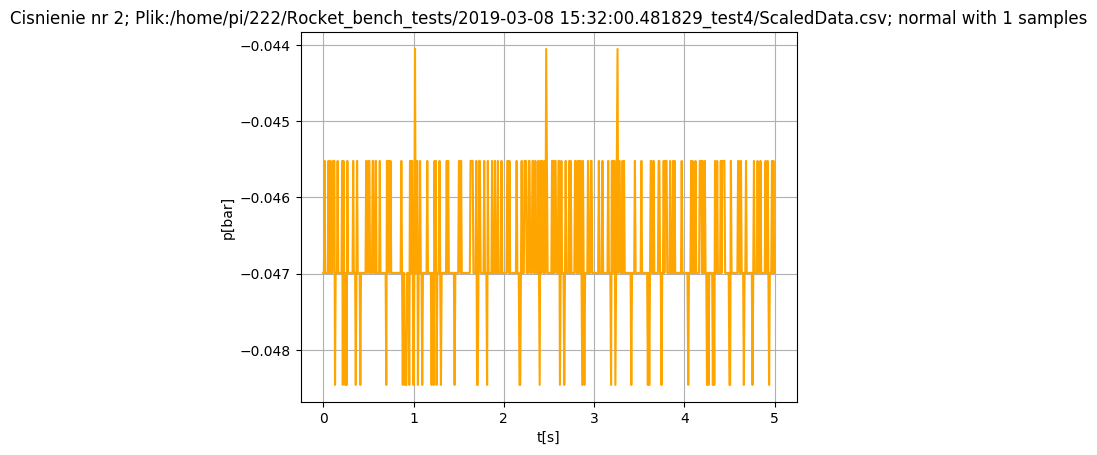 Cisnienie nr 2; Plik:/home/pi/222/Rocket_bench_tests/2019-03-08 15:32:00.481829_test4/ScaledData.csv; normal with 1 samples
−0.044
−0.045
−0.046
−0.047
−0.048
p[bar]
0 1 2 3 4 5
t[s]